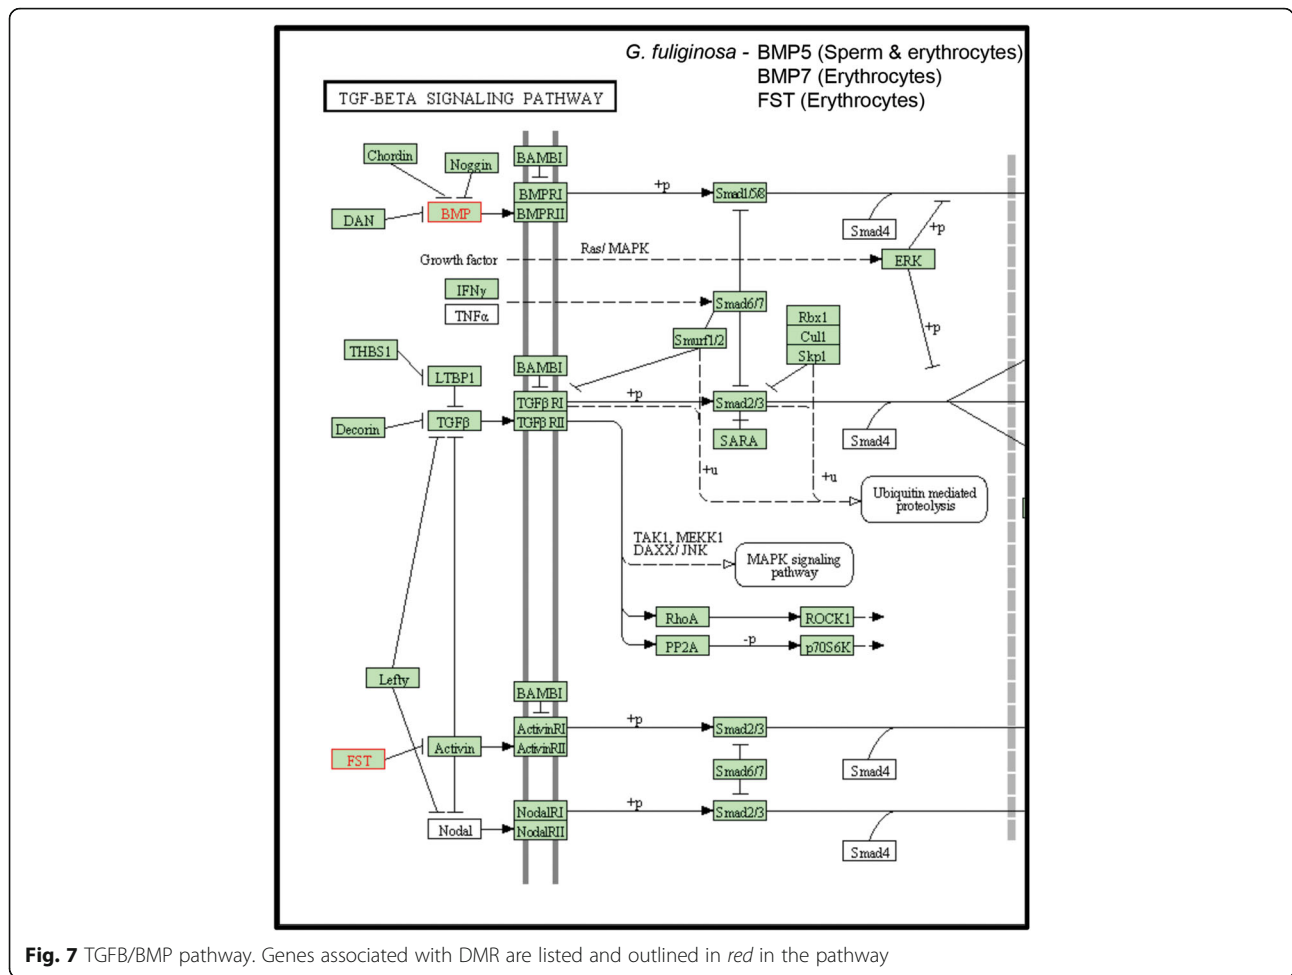 G. fuliginosa - BMP5 (Sperm & erythrocytes)
BMP7 (Erythrocytes)
FST (Erythrocytes)
TGF-BETA SIGNALING PATHWAY
Chordin
Noggin
BAMBI
DAN
BMP
BMPRI
BMPRII
+p
Smad1/5/8
Smad4
+p
Growth factor
Ras/ MAPK
ERK
IFNγ
TNFα
Smad6/7
Rbx1
Cul1
Skp1
+p
Smurf1/2
THBS1
LTBP1
BAMBI
Decorin
TGFβ
TGFβ RI
TGFβ RII
+p
Smad2/3
SARA
Smad4
+u
+u
Ubiquitin mediated
proteolysis
TAK1, MEKK1
DAXX/ JNK
MAPK signaling
pathway
RhoA
ROCK1
PP2A
-p
p70S6K
Lefty
BAMBI
FST
Activin
ActivinRI
ActivinRII
+p
Smad2/3
Smad4
Smad6/7
Nodal
NodalRI
NodalRII
+p
Smad2/3
Smad4
Fig. 7 TGFB/BMP pathway. Genes associated with DMR are listed and outlined in red in the pathway